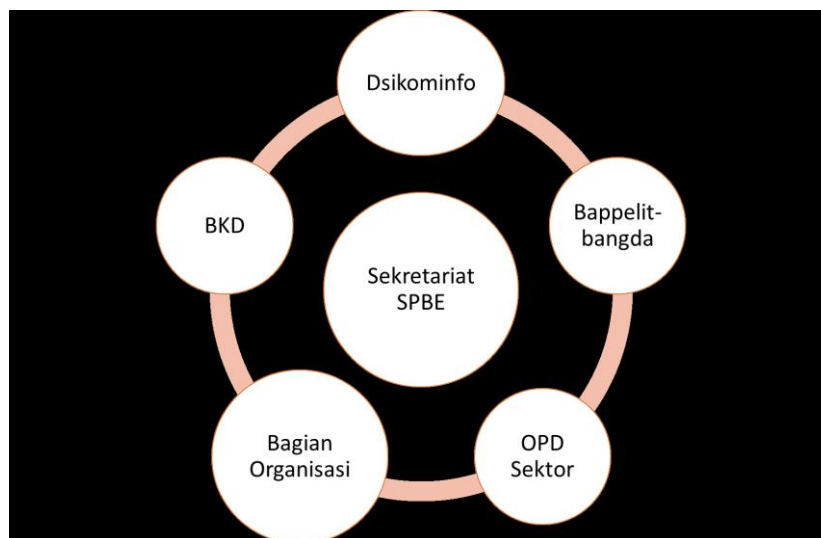 Dsikominfo
BKD
Bappelit-
bangda
Sekretariat
SPBE
Bagian
Organisasi
OPD
Sektor